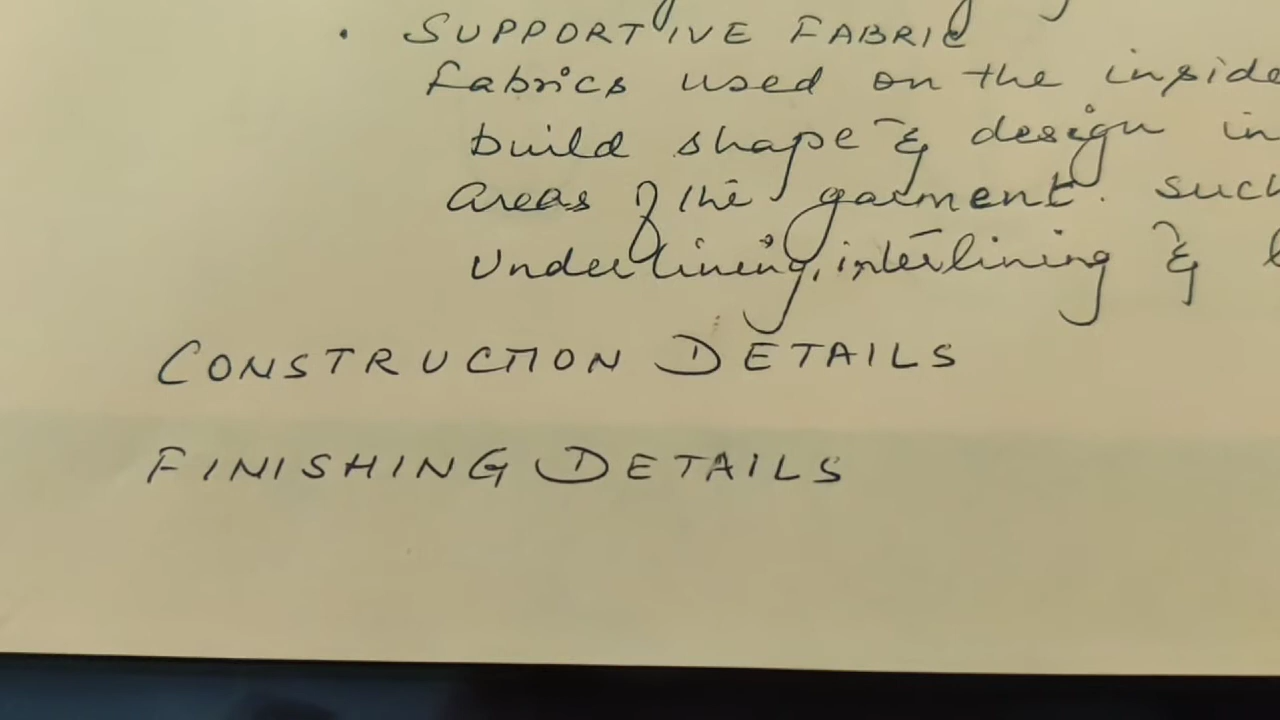 • SUPPORTIVE FABRIC
fabrics used on the inside
build shape & design in
areas of the garment. such
underlining, interlining &
CONSTRUCTION DETAILS
FINISHING DETAILS